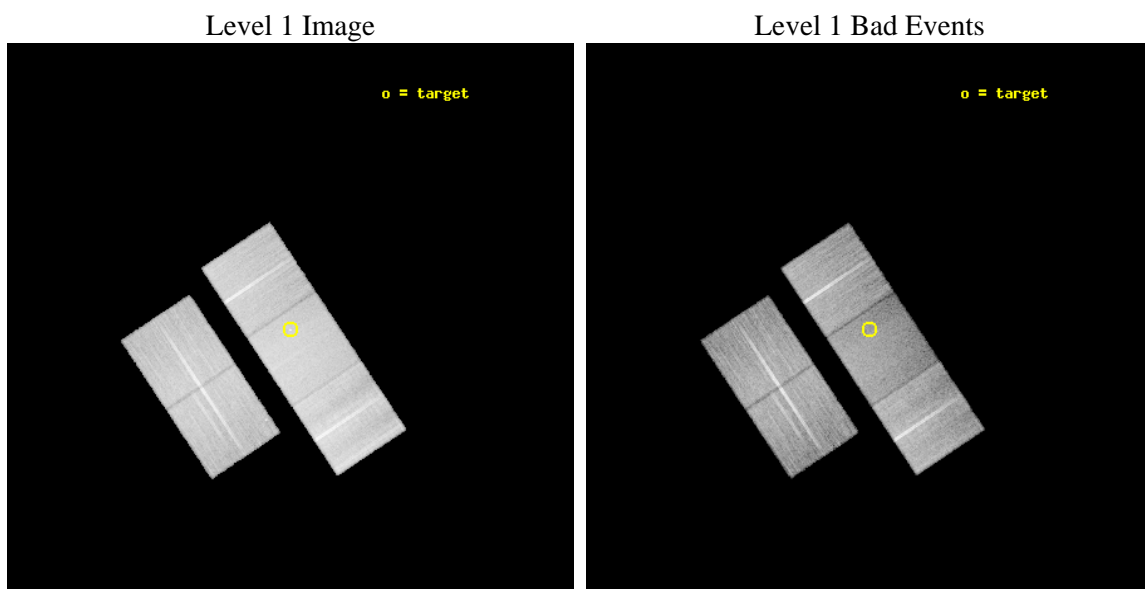 Level 1 Image
Level 1 Bad Events
o = target
o = target